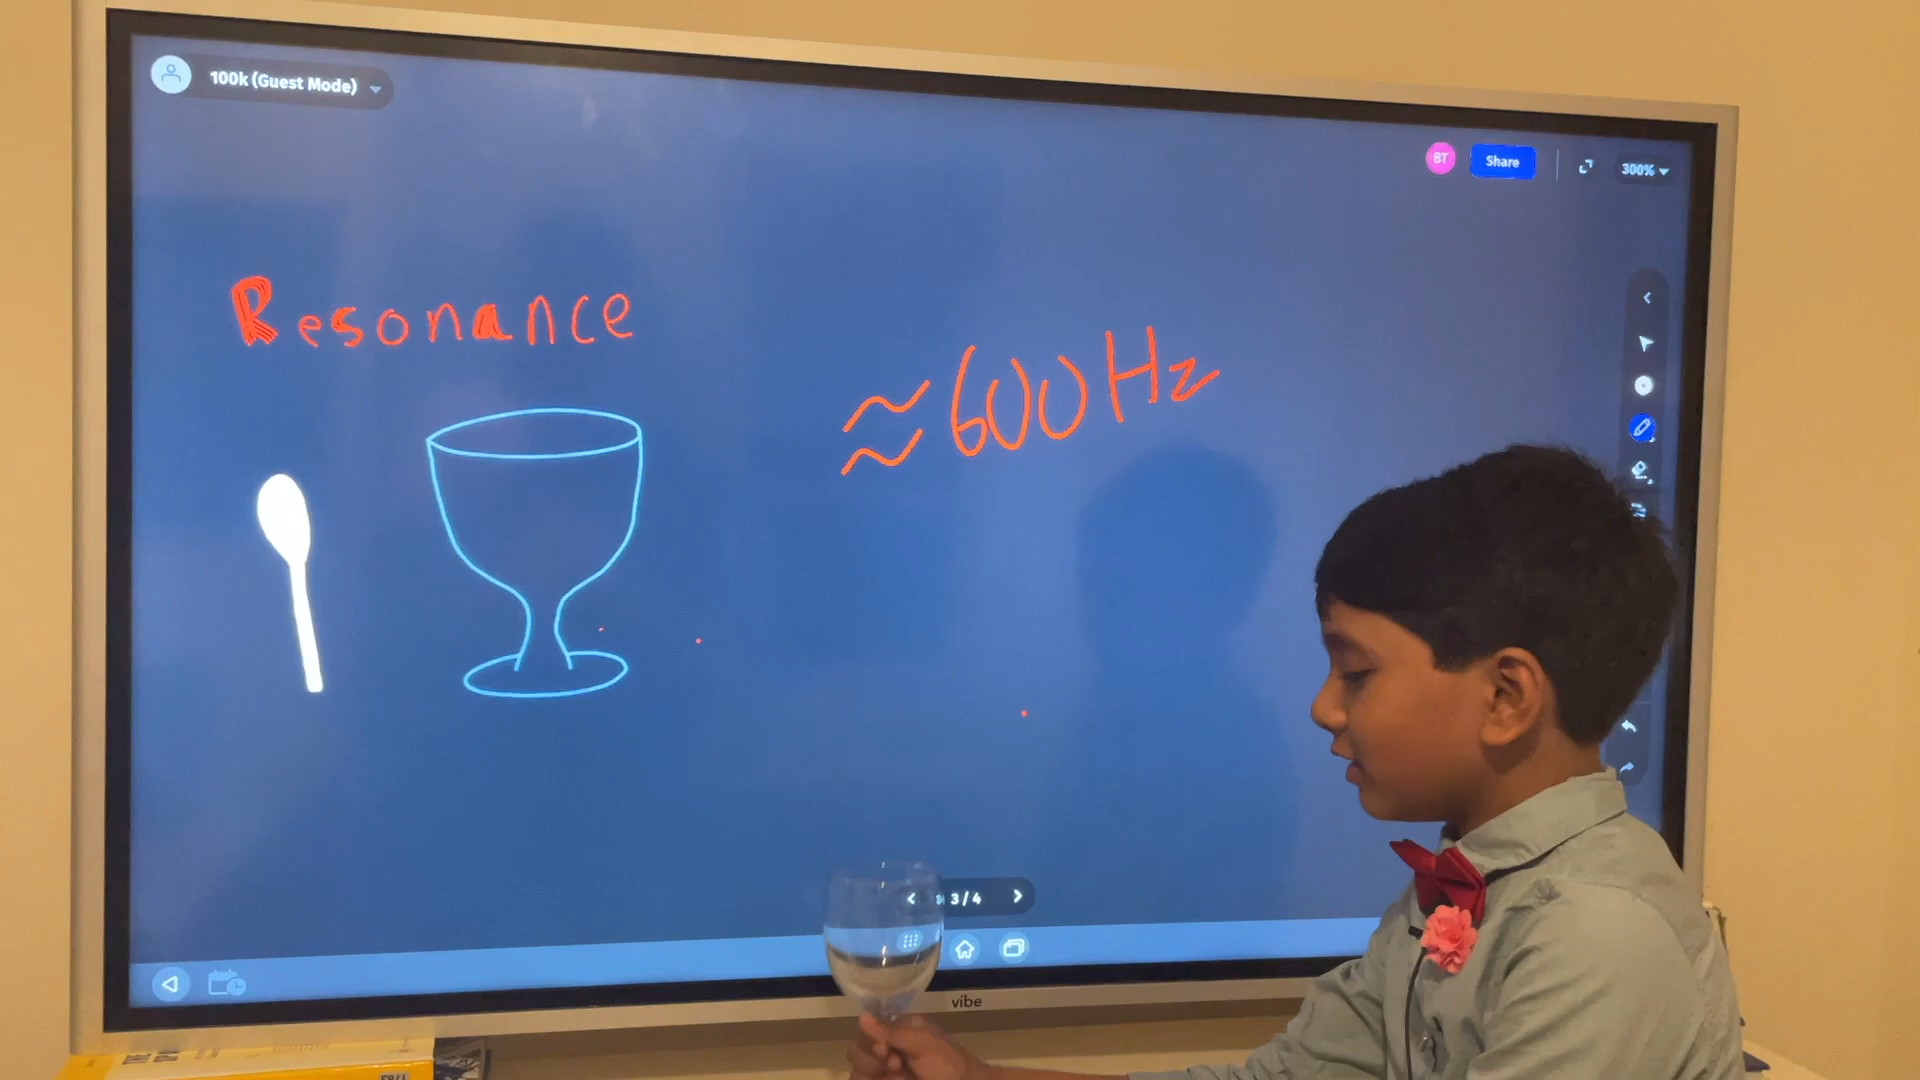 100k (Guest Mode)
BT
Share
300%
Resonance
≈600Hz
3/4
vibe